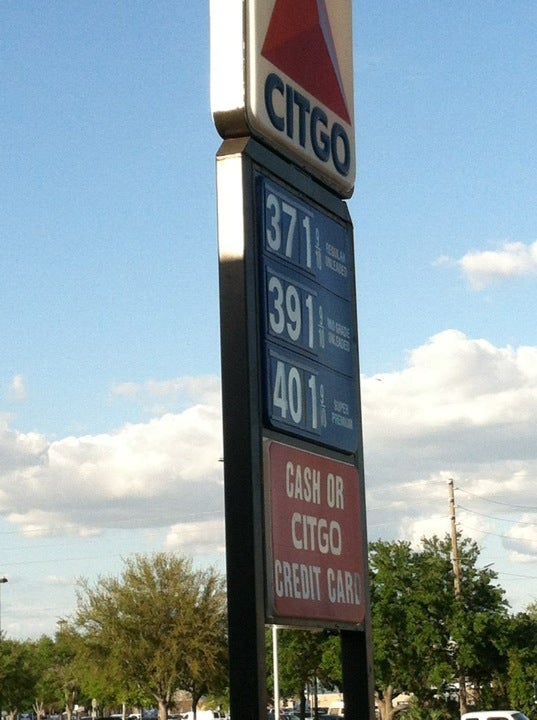 CITGO
371 9/10 REGULAR
UNLEADED
391 9/10 MID-GRADE
UNLEADED
401 9/10 SUPER
PREMIUM
CASH OR
CITGO
CREDIT CARD